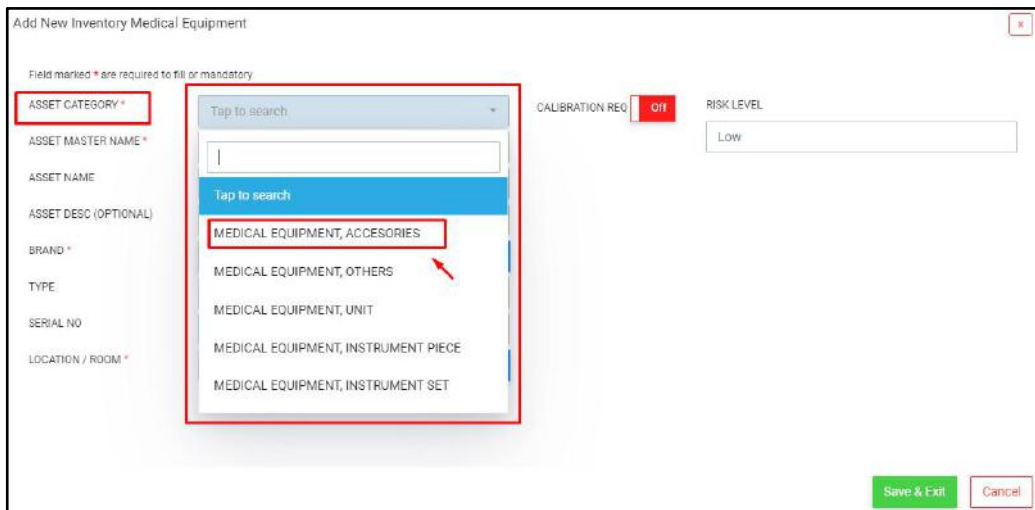 Add New Inventory Medical Equipment
x
Field marked * are required to fill or mandatory
ASSET CATEGORY *
Tap to search
CALIBRATION REQ
Off
RISK LEVEL
Low
ASSET MASTER NAME *
ASSET NAME
Tap to search
ASSET DESC (OPTIONAL)
MEDICAL EQUIPMENT, ACCESORIES
BRAND *
MEDICAL EQUIPMENT, OTHERS
TYPE
MEDICAL EQUIPMENT, UNIT
SERIAL NO
MEDICAL EQUIPMENT, INSTRUMENT PIECE
LOCATION / ROOM *
MEDICAL EQUIPMENT, INSTRUMENT SET
Save & Exit
Cancel